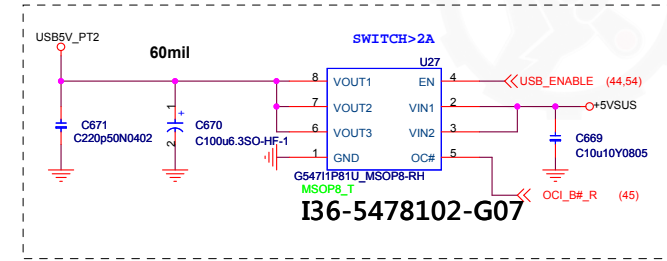 USB5V_PT2
60mil
SWITCH>2A
U27
8 VOUT1 EN 4 USB_ENABLE (44,54)
7 VOUT2 VIN1 2 +5VSUS
6 VOUT3 VIN2 3
1 GND OC# 5
C671
C220p50N0402
1 +
2
C670
C100u6.3SO-HF-1
C669
C10u10Y0805
G547I1P81U_MSOP8-RH
MSOP8_T
OCI_B#_R (45)
I36-5478102-G07